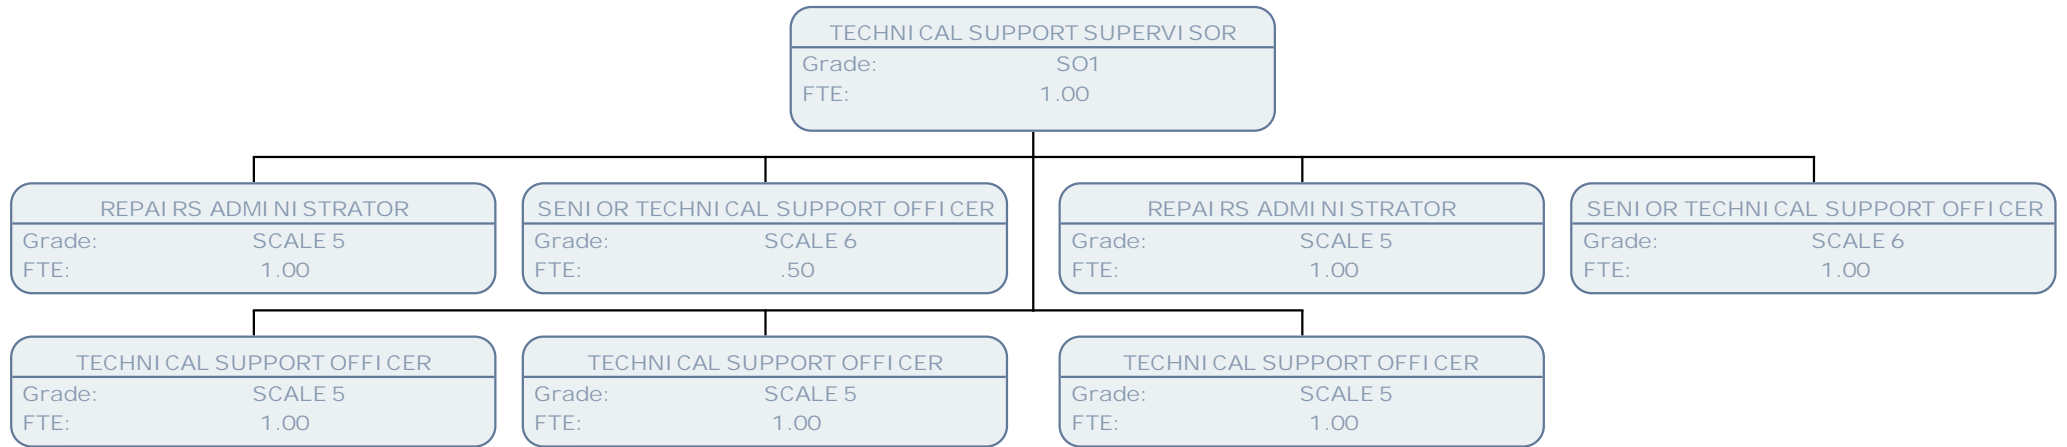 TECHNICAL SUPPORT SUPERVISOR
Grade: SO1
FTE: 1.00
REPAIRS ADMINISTRATOR
Grade: SCALE 5
FTE: 1.00
SENIOR TECHNICAL SUPPORT OFFICER
Grade: SCALE 6
FTE: .50
REPAIRS ADMINISTRATOR
Grade: SCALE 5
FTE: 1.00
SENIOR TECHNICAL SUPPORT OFFICER
Grade: SCALE 6
FTE: 1.00
TECHNICAL SUPPORT OFFICER
Grade: SCALE 5
FTE: 1.00
TECHNICAL SUPPORT OFFICER
Grade: SCALE 5
FTE: 1.00
TECHNICAL SUPPORT OFFICER
Grade: SCALE 5
FTE: 1.00